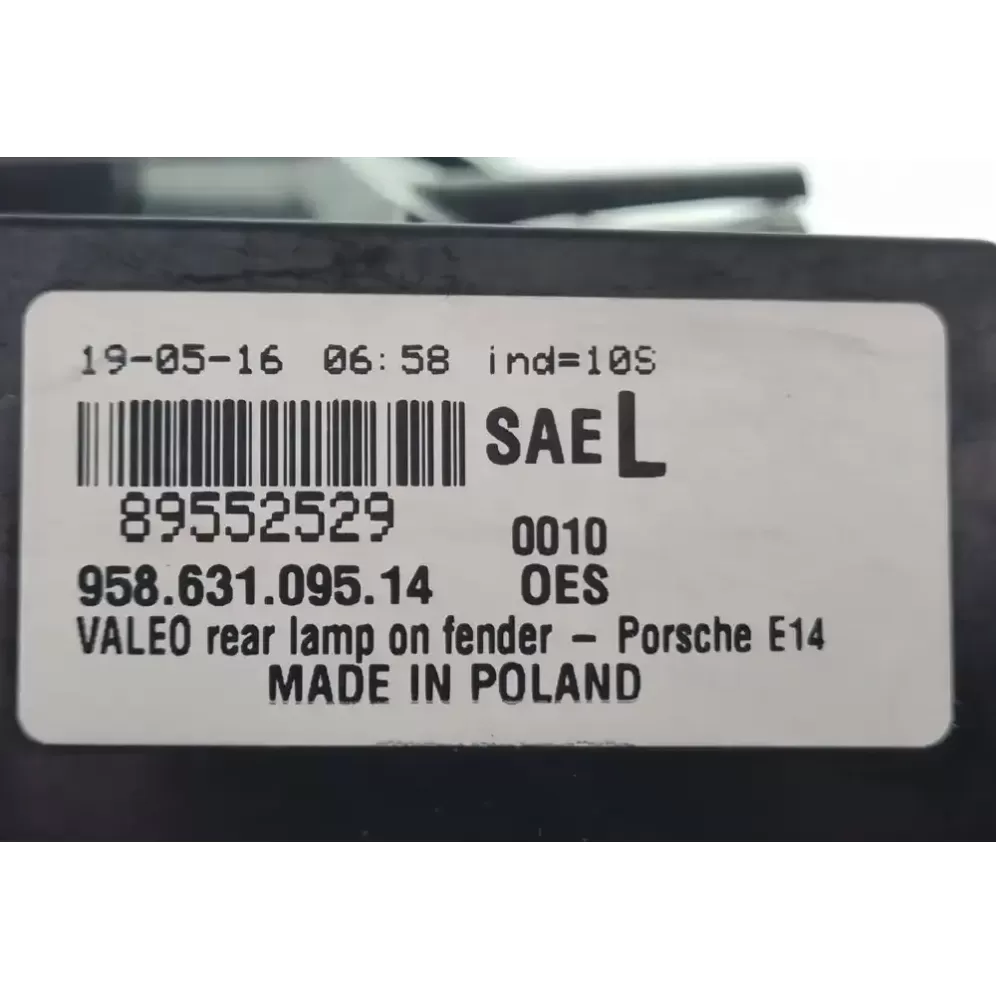 19-05-16 06:58 ind=10S
SAE L
89552529
0010
958.631.095.14 OES
VALEO rear lamp on fender – Porsche E14
MADE IN POLAND